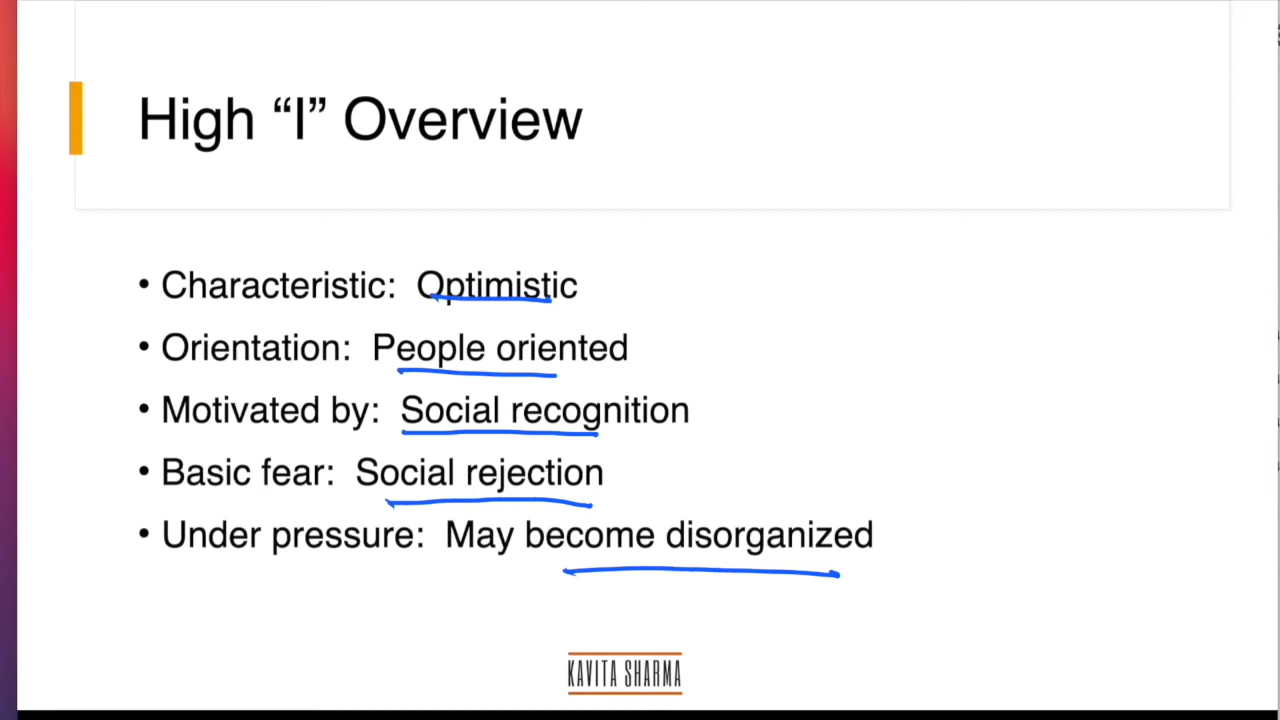 High “I” Overview
• Characteristic: Optimistic
• Orientation: People oriented
• Motivated by: Social recognition
• Basic fear: Social rejection
• Under pressure: May become disorganized
KAVITA SHARMA